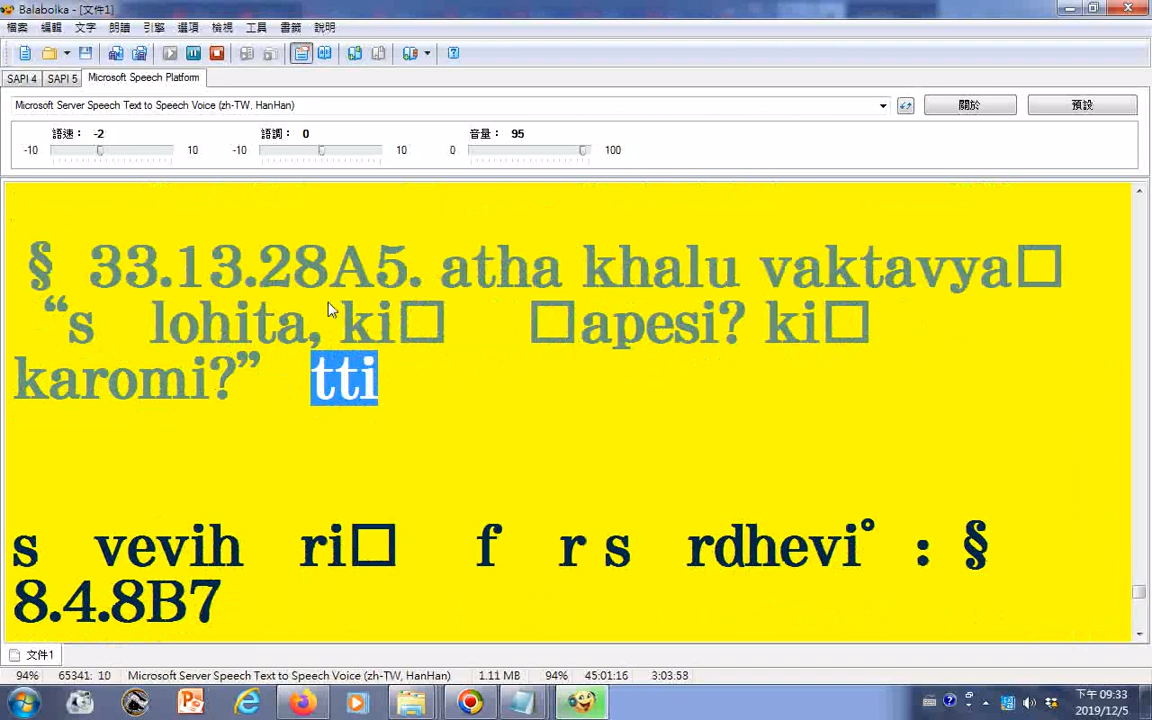 Balabolka - [文件1]
檔案 編輯 文字 朗讀 引擎 選項 檢視 工具 書籤 說明
SAPI 4 SAPI 5 Microsoft Speech Platform
Microsoft Server Speech Text to Speech Voice (zh-TW, HanHan) 關於 預設
語速： -2 語調： 0 音量： 95
-10 10 -10 10 0 100
§ 33.13.28A5. atha khalu vaktavya□
“s lohita, ki□ □apesi? ki□
karomi?” tti
s vevih ri□ f r s rdhevi° : §
8.4.8B7
文件1
94% 65341: 10 Microsoft Server Speech Text to Speech Voice (zh-TW, HanHan) 1.11 MB 94% 45:01:16 3:03.58
下午 09:33
2019/12/5